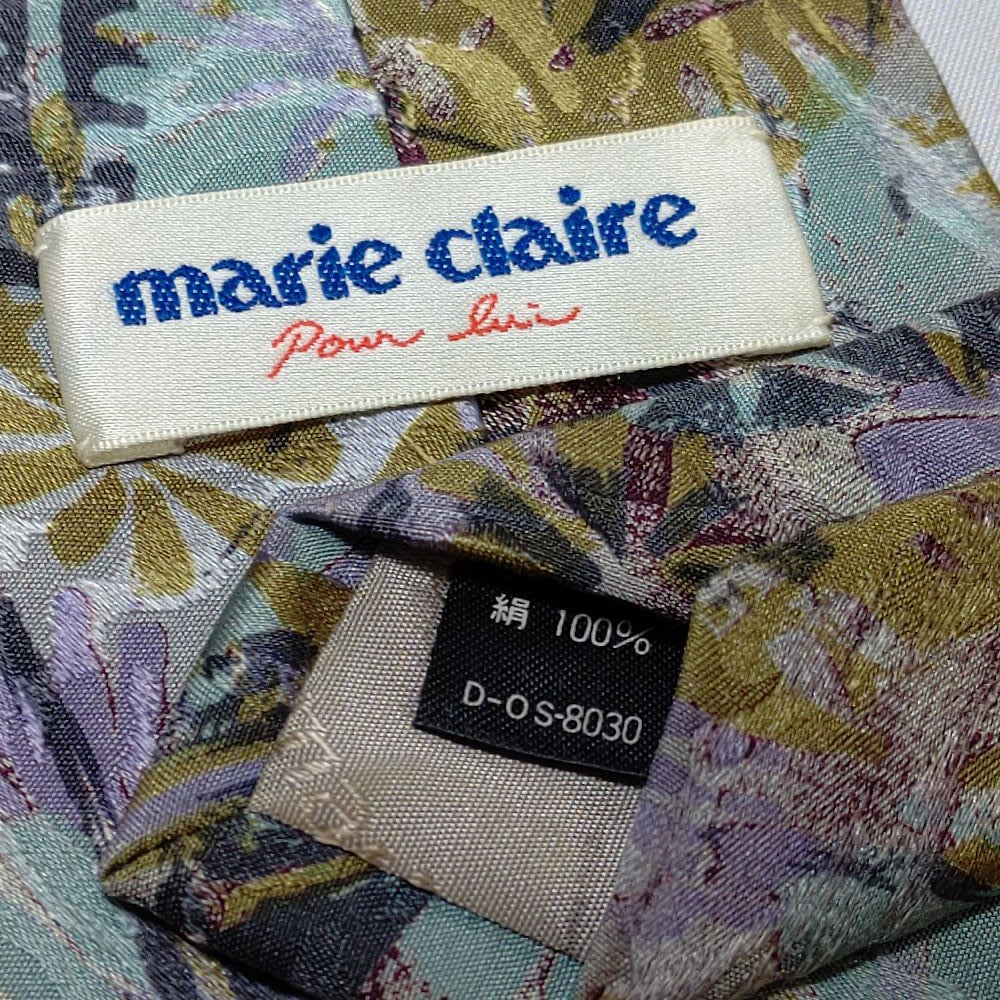 marie claire
Pour lui
絹 100%
D-OS-8030